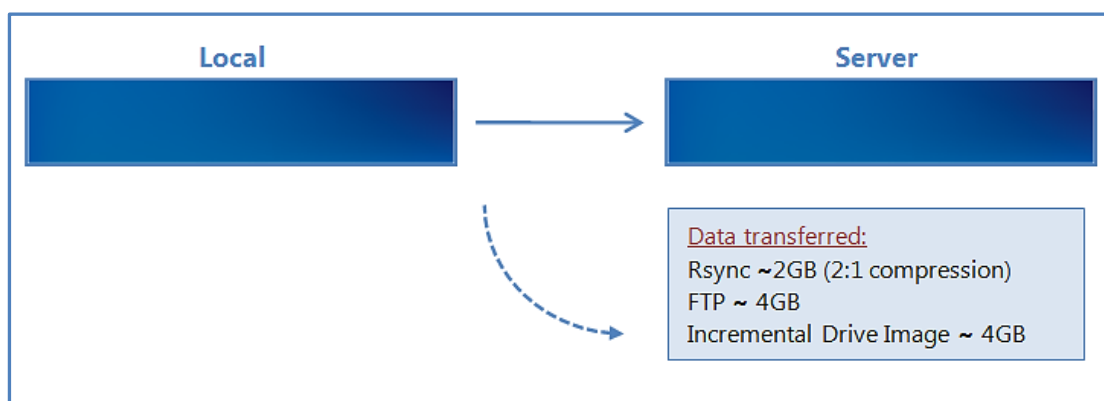 Local
Server
Data transferred:
Rsync ~2GB (2:1 compression)
FTP ~ 4GB
Incremental Drive Image ~ 4GB